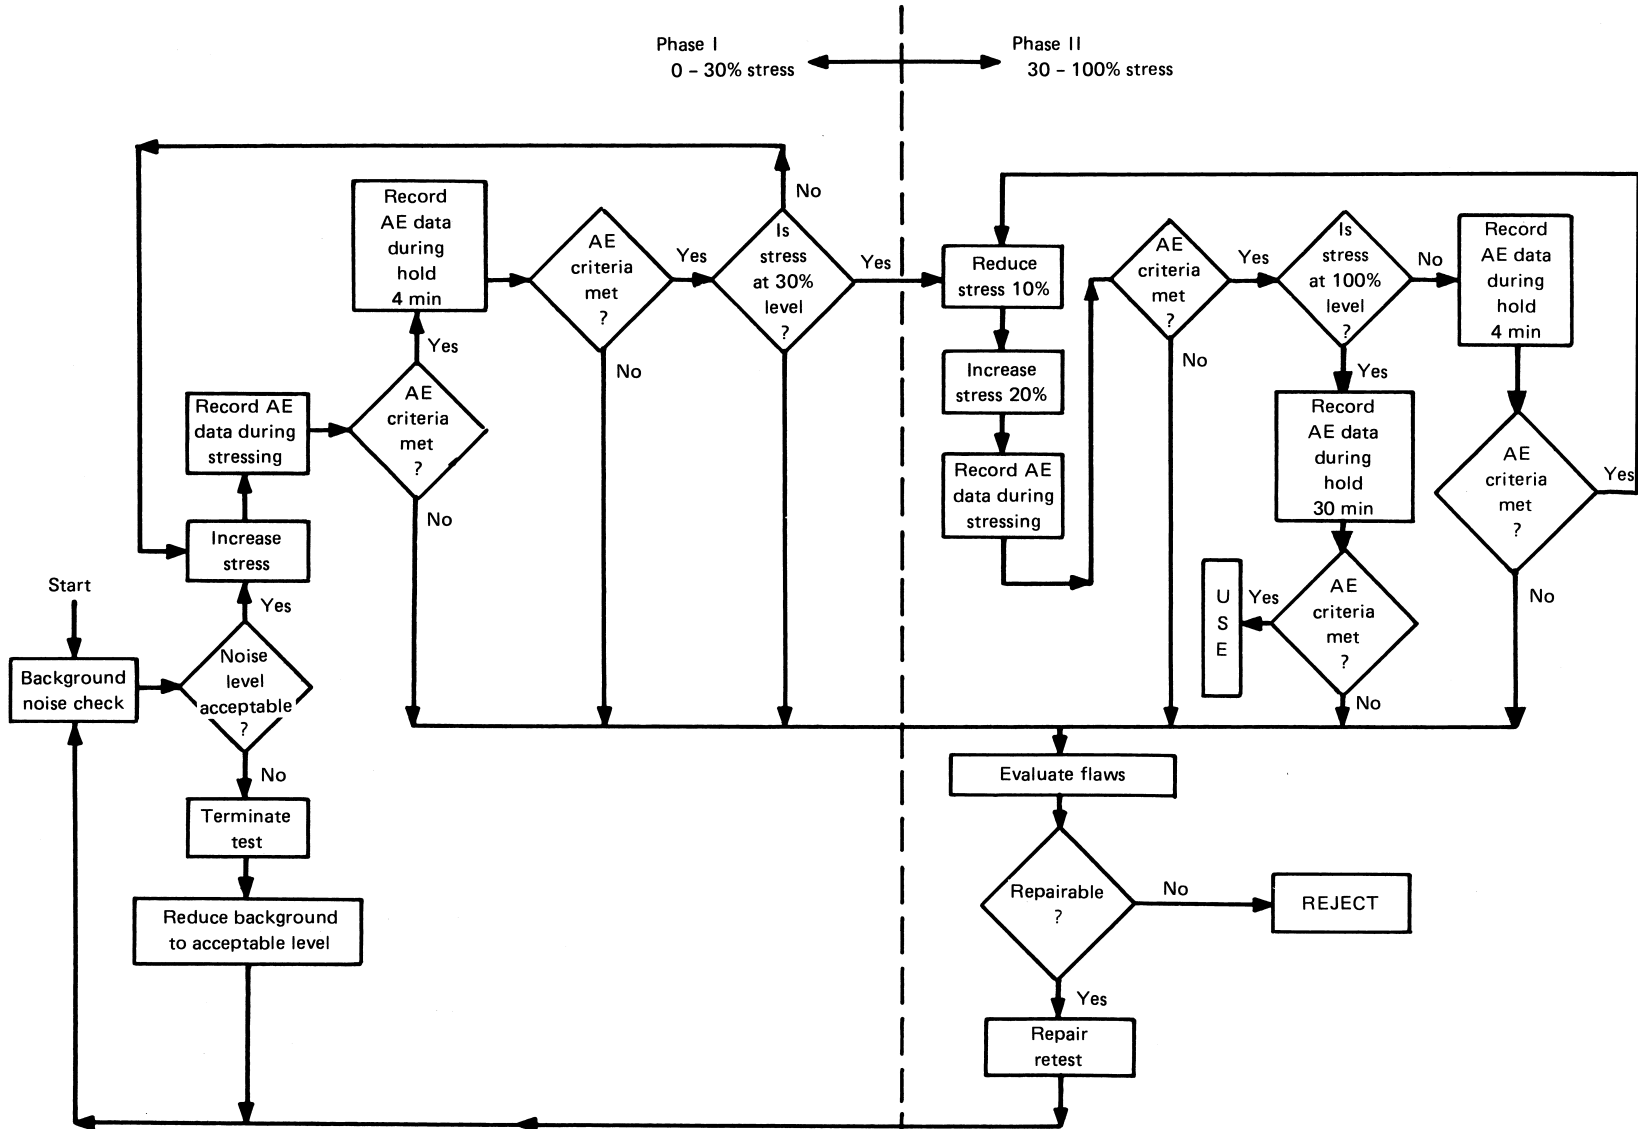 Phase I
0 – 30% stress
Phase II
30 – 100% stress
Start
Background
noise check
Noise
level
acceptable
?
Yes
No
Terminate
test
Reduce background
to acceptable level
Increase
stress
Record AE
data during
stressing
AE
criteria
met
?
Yes
No
Record
AE data
during
hold
4 min
AE
criteria
met
?
Yes
No
Is
stress
at 30%
level
?
No
Yes
Reduce
stress 10%
Increase
stress 20%
Record AE
data during
stressing
AE
criteria
met
?
Yes
No
Is
stress
at 100%
level
?
No
Yes
Record
AE data
during
hold
4 min
AE
criteria
met
?
Yes
No
Record
AE data
during
hold
30 min
AE
criteria
met
?
Yes
No
U
S
E
Evaluate flaws
Repairable
?
No
REJECT
Yes
Repair
retest